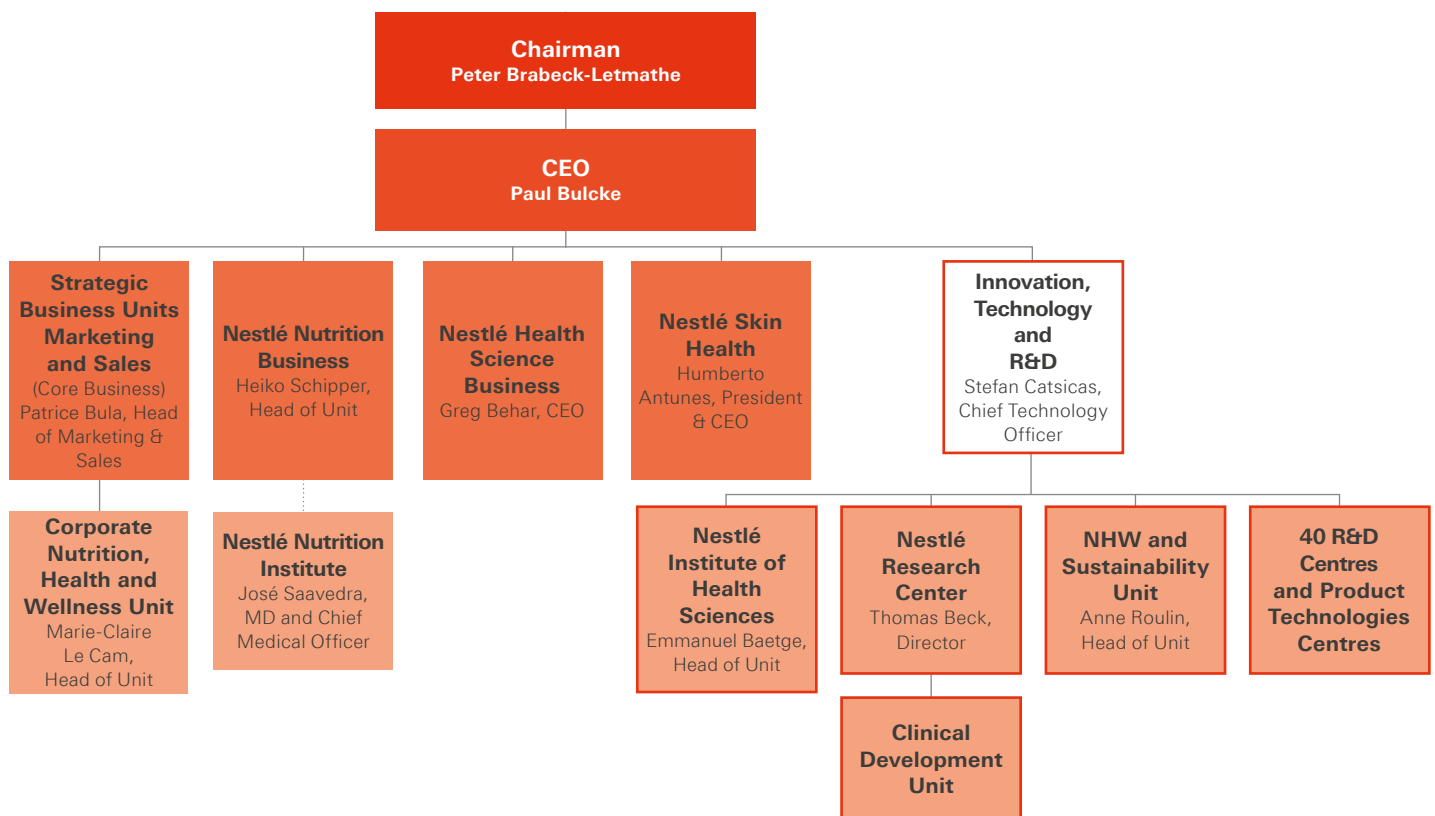 Chairman
Peter Brabeck-Letmathe
CEO
Paul Bulcke
Strategic
Business Units
Marketing
and Sales
(Core Business)
Patrice Bula, Head
of Marketing &
Sales
Nestlé Nutrition
Business
Heiko Schipper,
Head of Unit
Nestlé Health
Science
Business
Greg Behar, CEO
Nestlé Skin
Health
Humberto
Antunes, President
& CEO
Innovation,
Technology
and
R&D
Stefan Catsicas,
Chief Technology
Officer
Corporate
Nutrition,
Health and
Wellness Unit
Marie-Claire
Le Cam,
Head of Unit
Nestlé Nutrition
Institute
José Saavedra,
MD and Chief
Medical Officer
Nestlé
Institute of
Health
Sciences
Emmanuel Baetge,
Head of Unit
Nestlé
Research
Center
Thomas Beck,
Director
NHW and
Sustainability
Unit
Anne Roulin,
Head of Unit
40 R&D
Centres
and Product
Technologies
Centres
Clinical
Development
Unit